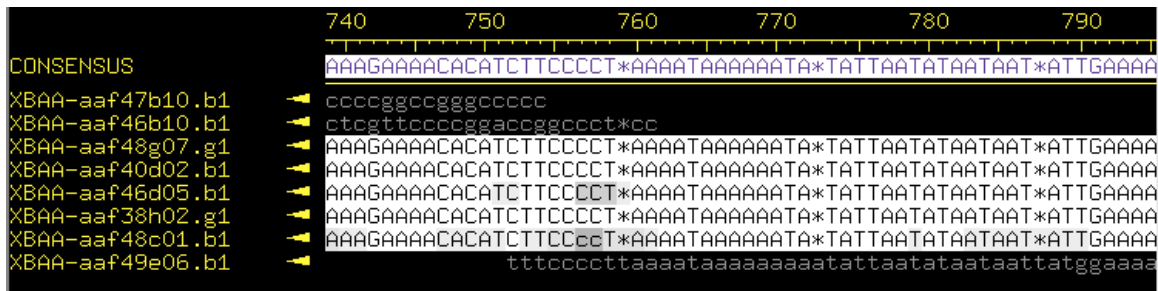 740 750 760 770 780 790
CONSENSUS AAAGAAAACACATCTTCCCCT*AAAATAAAAAATA*TATTAATATAATAAT*ATTGAAAA
XBAA-aaf47b10.b1 ccccggccgggccccc
XBAA-aaf46b10.b1 ctcgttccccggaccggccct*cc
XBAA-aaf48g07.g1 AAAGAAAACACATCTTCCCCT*AAAATAAAAAATA*TATTAATATAATAAT*ATTGAAAA
XBAA-aaf40d02.b1 AAAGAAAACACATCTTCCCCT*AAAATAAAAAATA*TATTAATATAATAAT*ATTGAAAA
XBAA-aaf46d05.b1 AAAGAAAACACATCTTCCCCT*AAAATAAAAAATA*TATTAATATAATAAT*ATTGAAAA
XBAA-aaf38h02.g1 AAAGAAAACACATCTTCCCCT*AAAATAAAAAATA*TATTAATATAATAAT*ATTGAAAA
XBAA-aaf48c01.b1 AAAGAAAACACATCTTCCccT*AAAATAAAAAATA*TATTAATATAATAAT*ATTGAAAA
XBAA-aaf49e06.b1 tttccccttaaaataaaaaaaaatattaatataataattatggaaaa